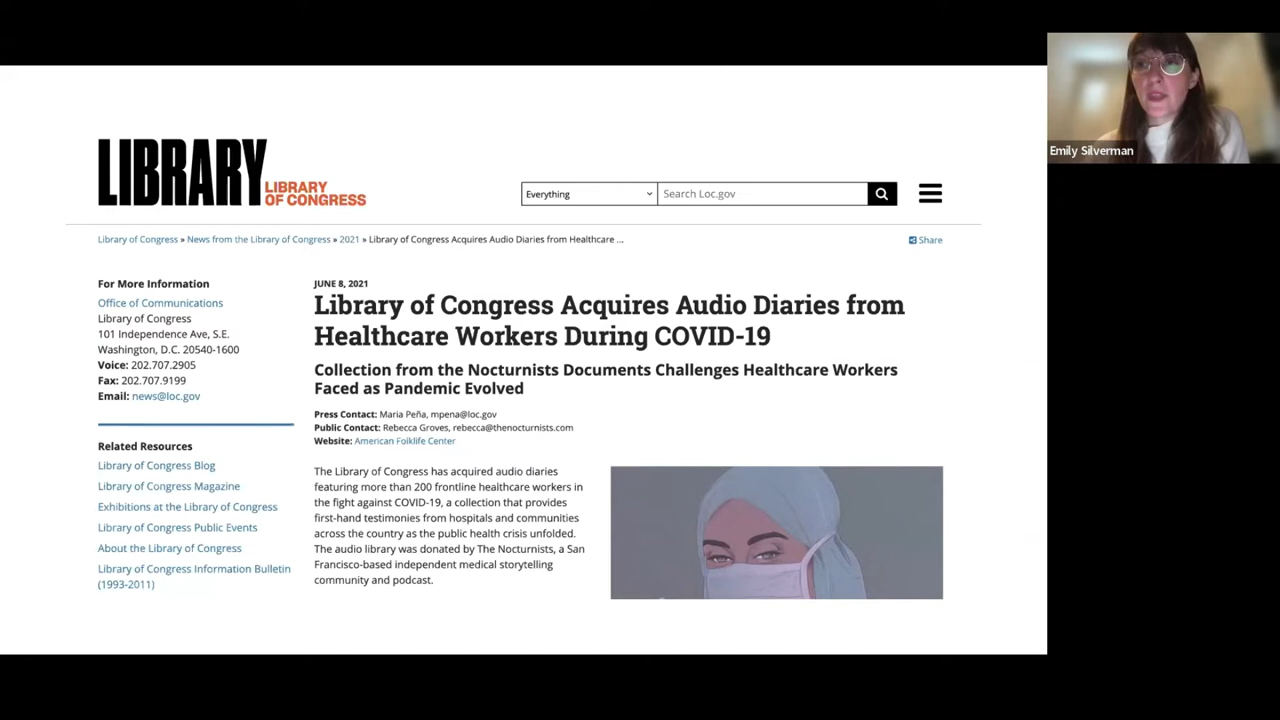 LIBRARY
LIBRARY
OF CONGRESS
Everything
Search Loc.gov
Library of Congress » News from the Library of Congress » 2021 » Library of Congress Acquires Audio Diaries from Healthcare ...
Share
For More Information
Office of Communications
Library of Congress
101 Independence Ave, S.E.
Washington, D.C. 20540-1600
Voice: 202.707.2905
Fax: 202.707.9199
Email: news@loc.gov
Related Resources
Library of Congress Blog
Library of Congress Magazine
Exhibitions at the Library of Congress
Library of Congress Public Events
About the Library of Congress
Library of Congress Information Bulletin
(1993-2011)
JUNE 8, 2021
Library of Congress Acquires Audio Diaries from
Healthcare Workers During COVID-19
Collection from the Nocturnists Documents Challenges Healthcare Workers
Faced as Pandemic Evolved
Press Contact: Maria Peña, mpena@loc.gov
Public Contact: Rebecca Groves, rebecca@thenocturnists.com
Website: American Folklife Center
The Library of Congress has acquired audio diaries
featuring more than 200 frontline healthcare workers in
the fight against COVID-19, a collection that provides
first-hand testimonies from hospitals and communities
across the country as the public health crisis unfolded.
The audio library was donated by The Nocturnists, a San
Francisco-based independent medical storytelling
community and podcast.
Emily Silverman